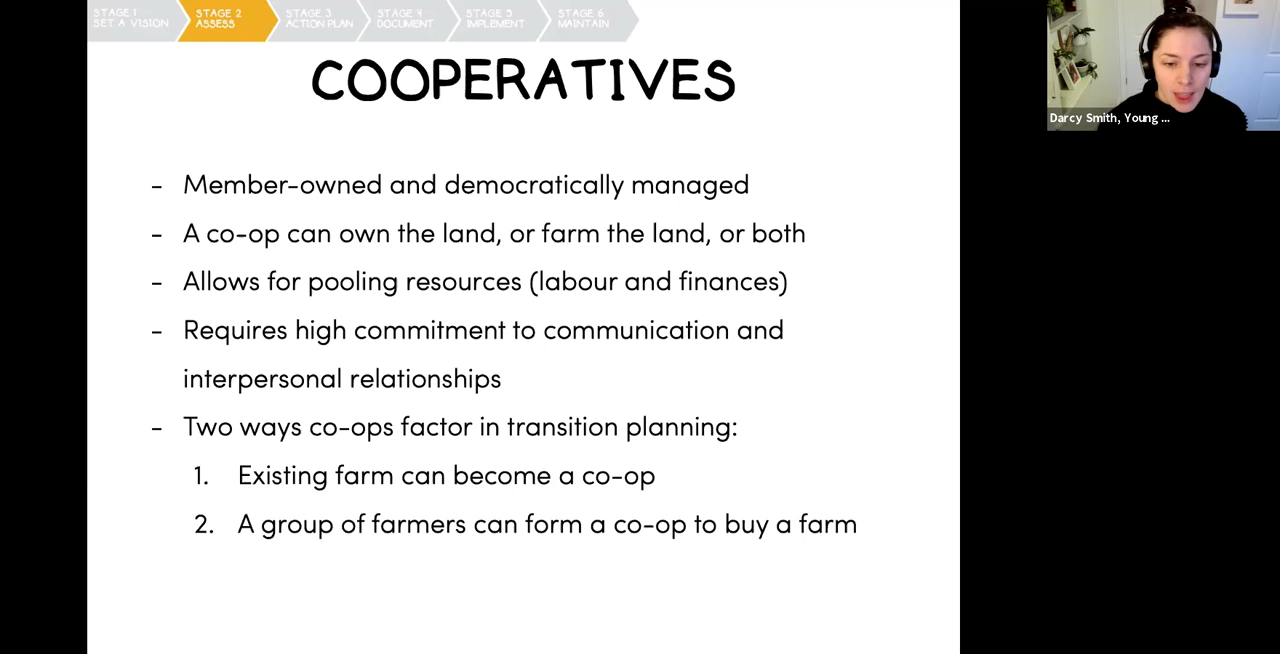 STAGE 1
SET A VISION
STAGE 2
ASSESS
STAGE 3
ACTION PLAN
STAGE 4
DOCUMENT
STAGE 5
IMPLEMENT
STAGE 6
MAINTAIN
COOPERATIVES
- Member-owned and democratically managed
- A co-op can own the land, or farm the land, or both
- Allows for pooling resources (labour and finances)
- Requires high commitment to communication and
interpersonal relationships
- Two ways co-ops factor in transition planning:
1. Existing farm can become a co-op
2. A group of farmers can form a co-op to buy a farm
Darcy Smith, Young ...